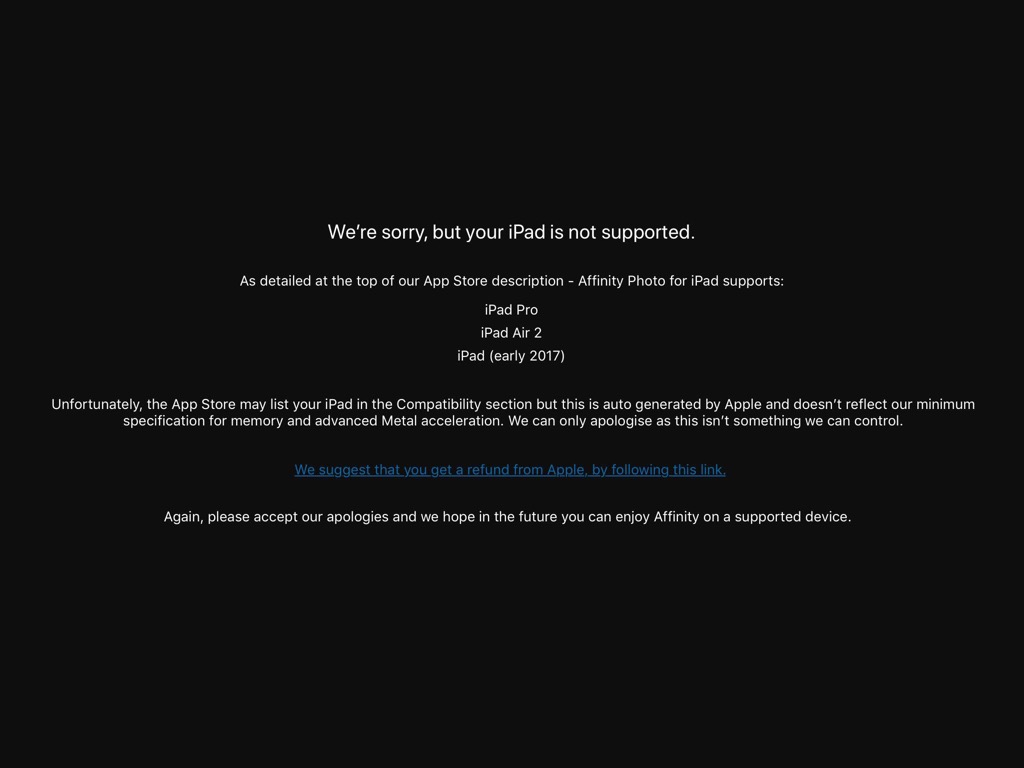 We’re sorry, but your iPad is not supported.
As detailed at the top of our App Store description - Affinity Photo for iPad supports:
iPad Pro
iPad Air 2
iPad (early 2017)
Unfortunately, the App Store may list your iPad in the Compatibility section but this is auto generated by Apple and doesn’t reflect our minimum
specification for memory and advanced Metal acceleration. We can only apologise as this isn’t something we can control.
We suggest that you get a refund from Apple, by following this link.
Again, please accept our apologies and we hope in the future you can enjoy Affinity on a supported device.